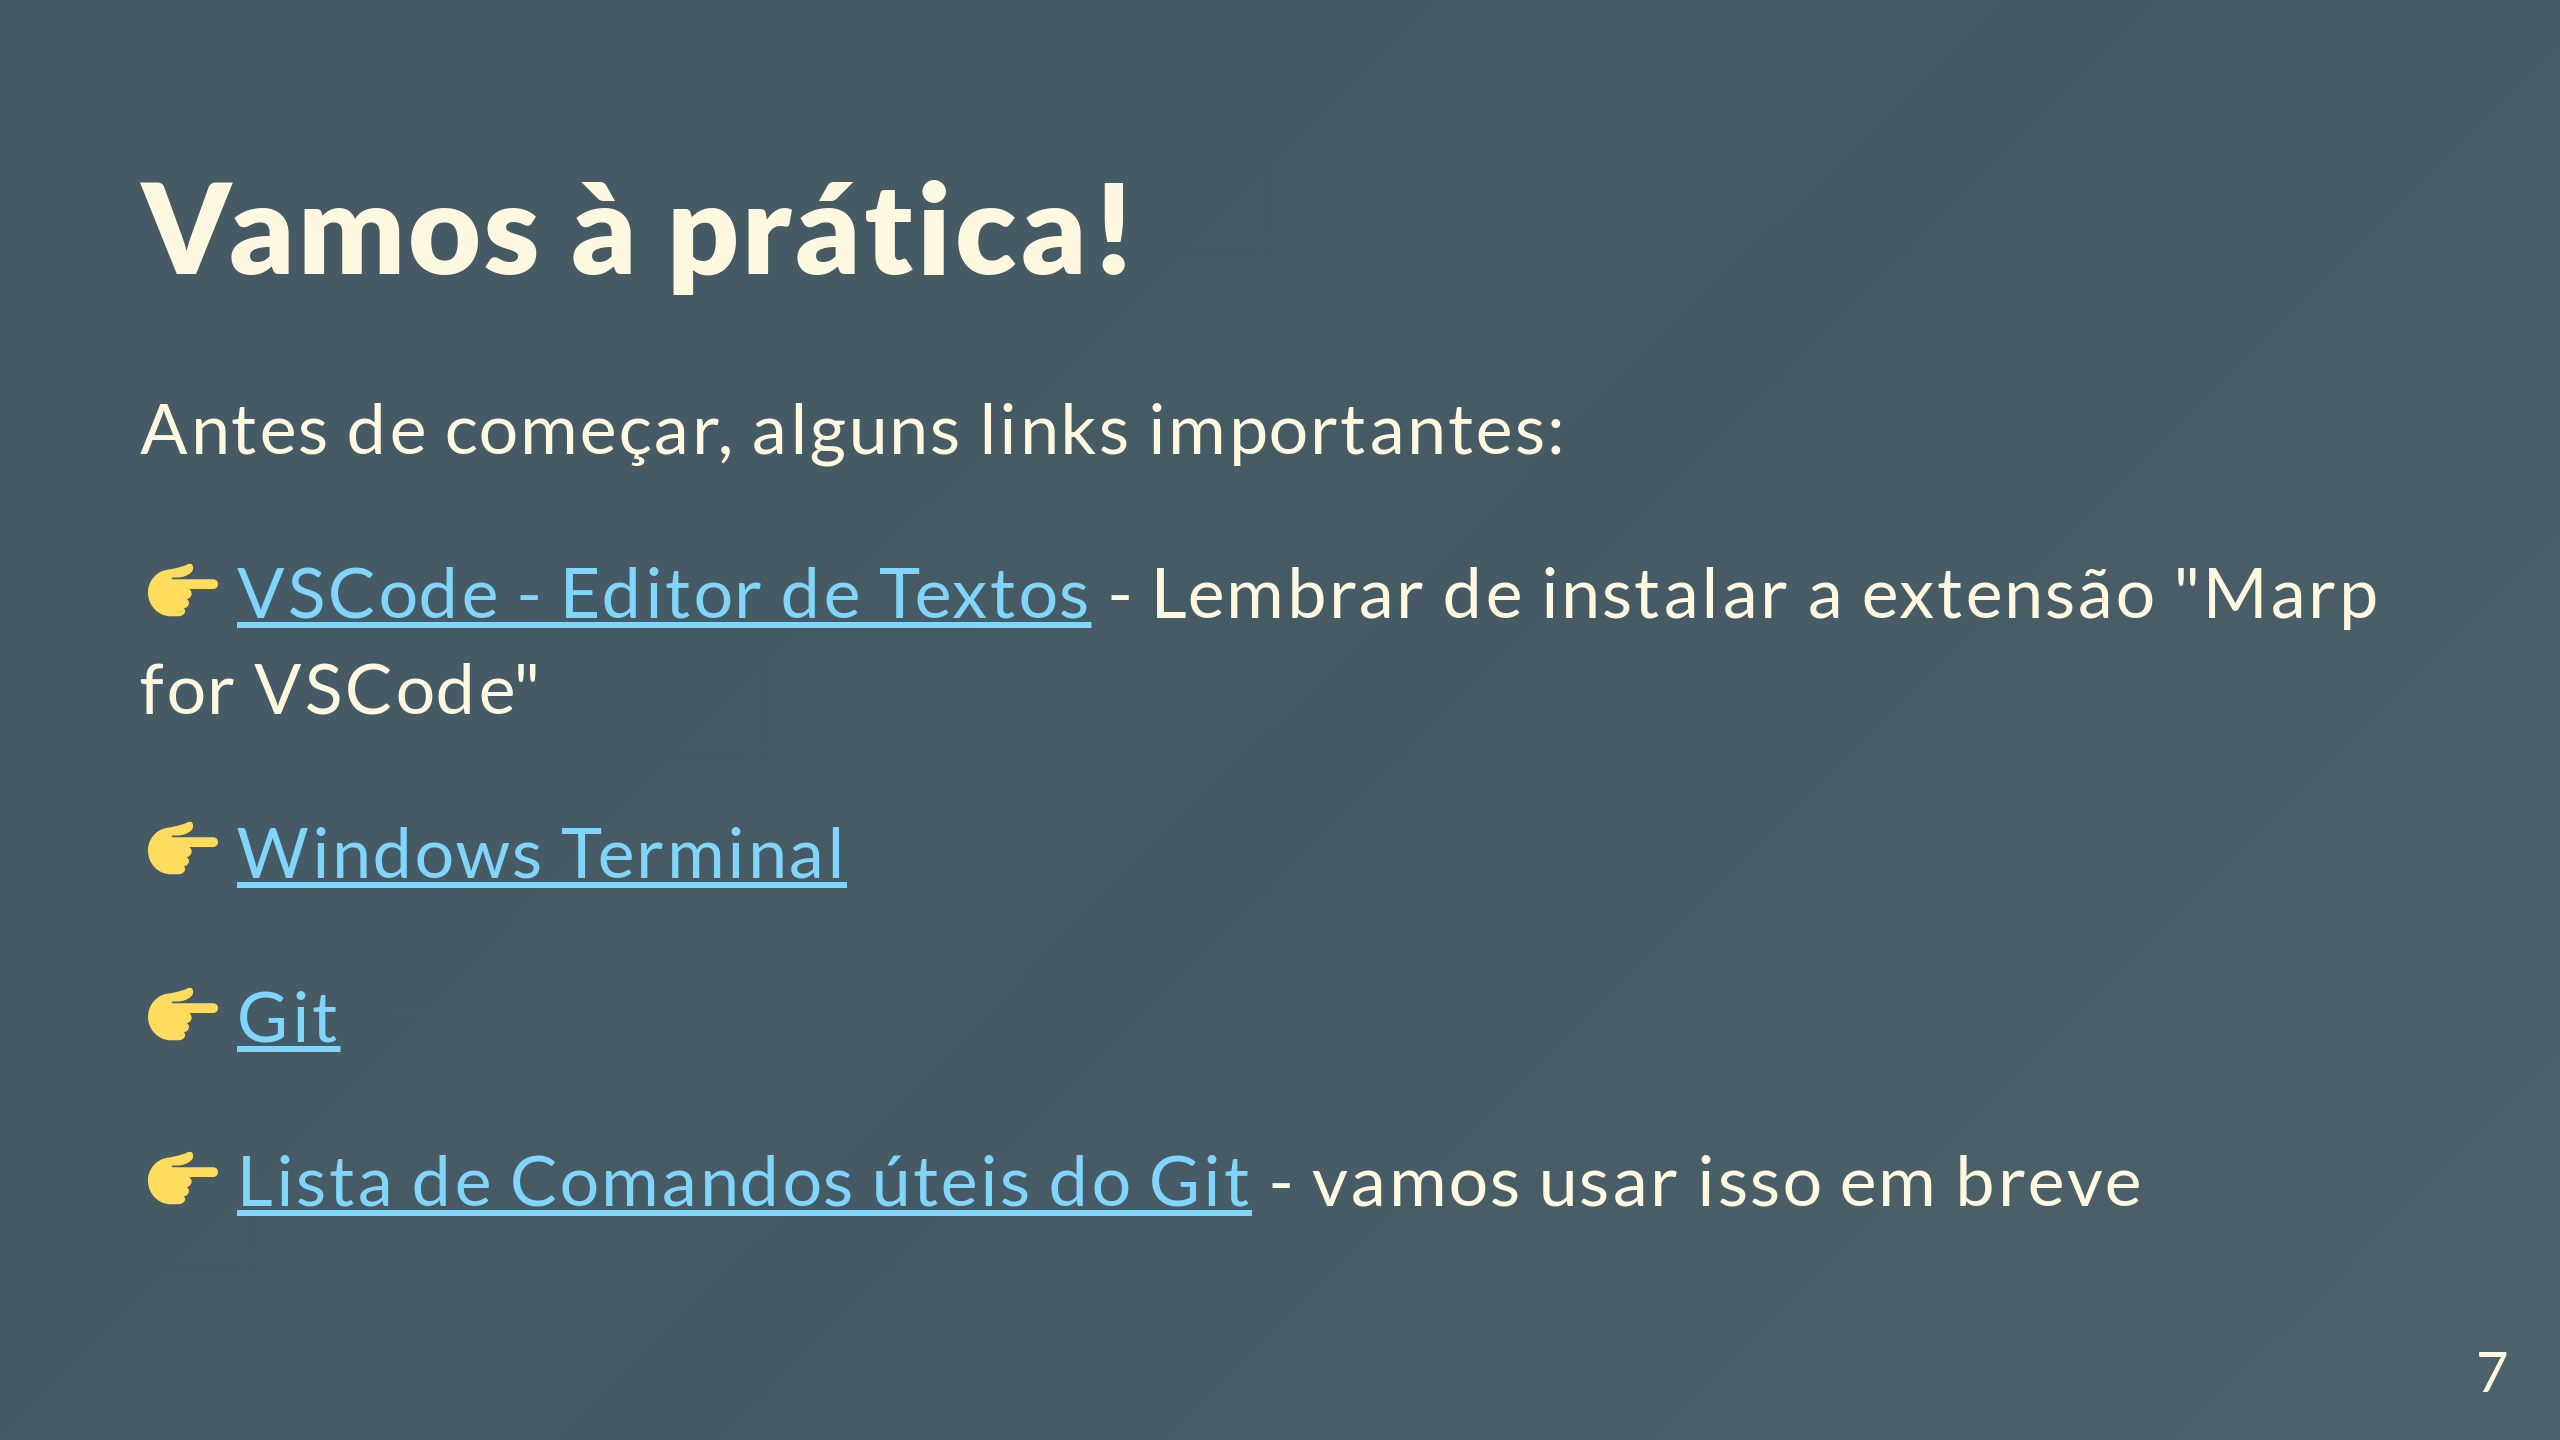 Vamos à prática!
Antes de começar, alguns links importantes:
👉 VSCode - Editor de Textos - Lembrar de instalar a extensão "Marp
for VSCode"
👉 Windows Terminal
👉 Git
👉 Lista de Comandos úteis do Git - vamos usar isso em breve
7